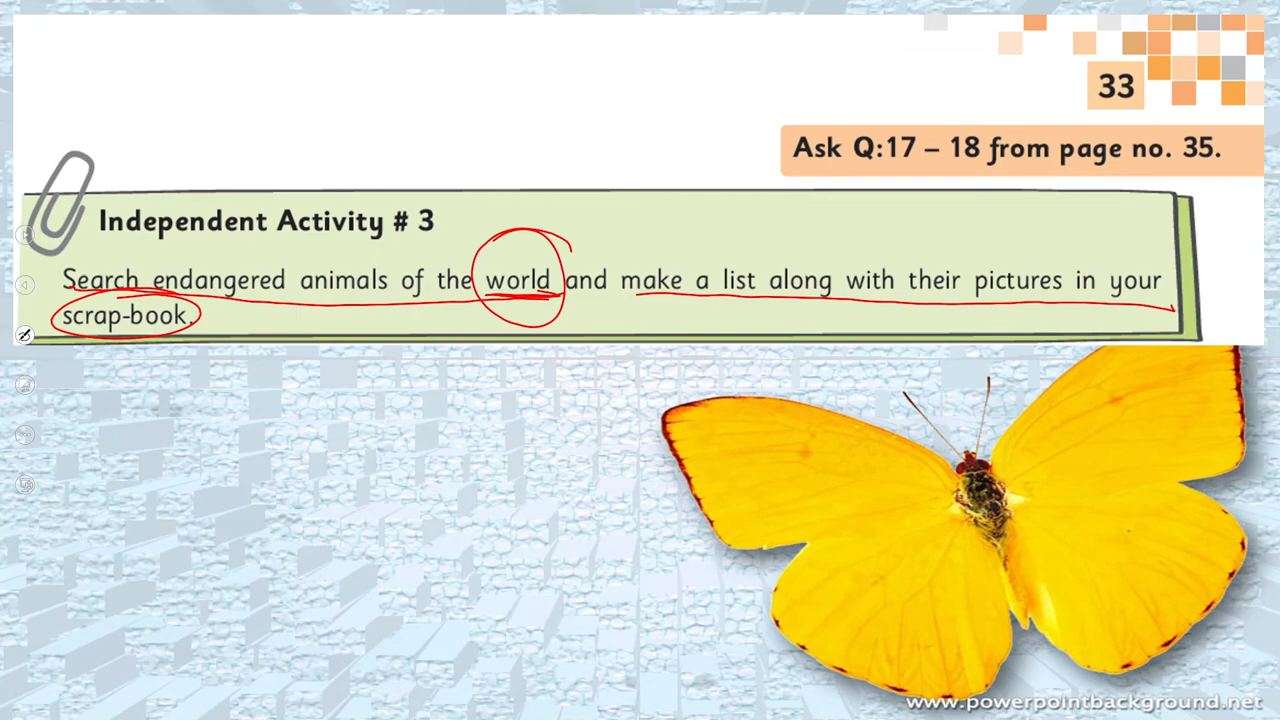 33
Ask Q:17 – 18 from page no. 35.
Independent Activity # 3
Search endangered animals of the world and make a list along with their pictures in your
scrap-book.
www.powerpointbackground.net